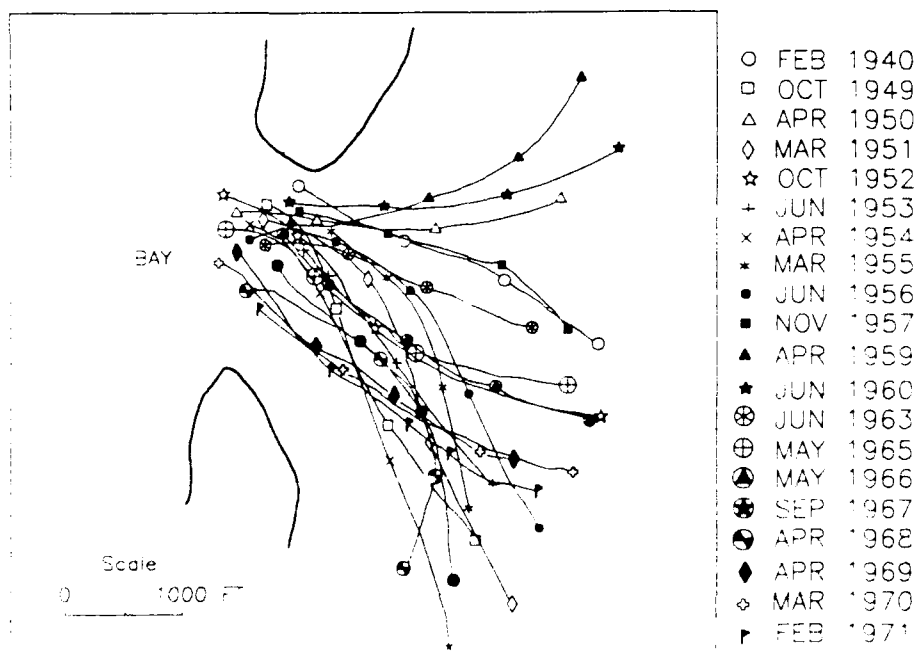 BAY
Scale
0 1000 FT
FEB 1940
OCT 1949
APR 1950
MAR 1951
OCT 1952
JUN 1953
APR 1954
MAR 1955
JUN 1956
NOV 1957
APR 1959
JUN 1960
JUN 1963
MAY 1965
MAY 1966
SEP 1967
APR 1968
APR 1969
MAR 1970
FEB 1971